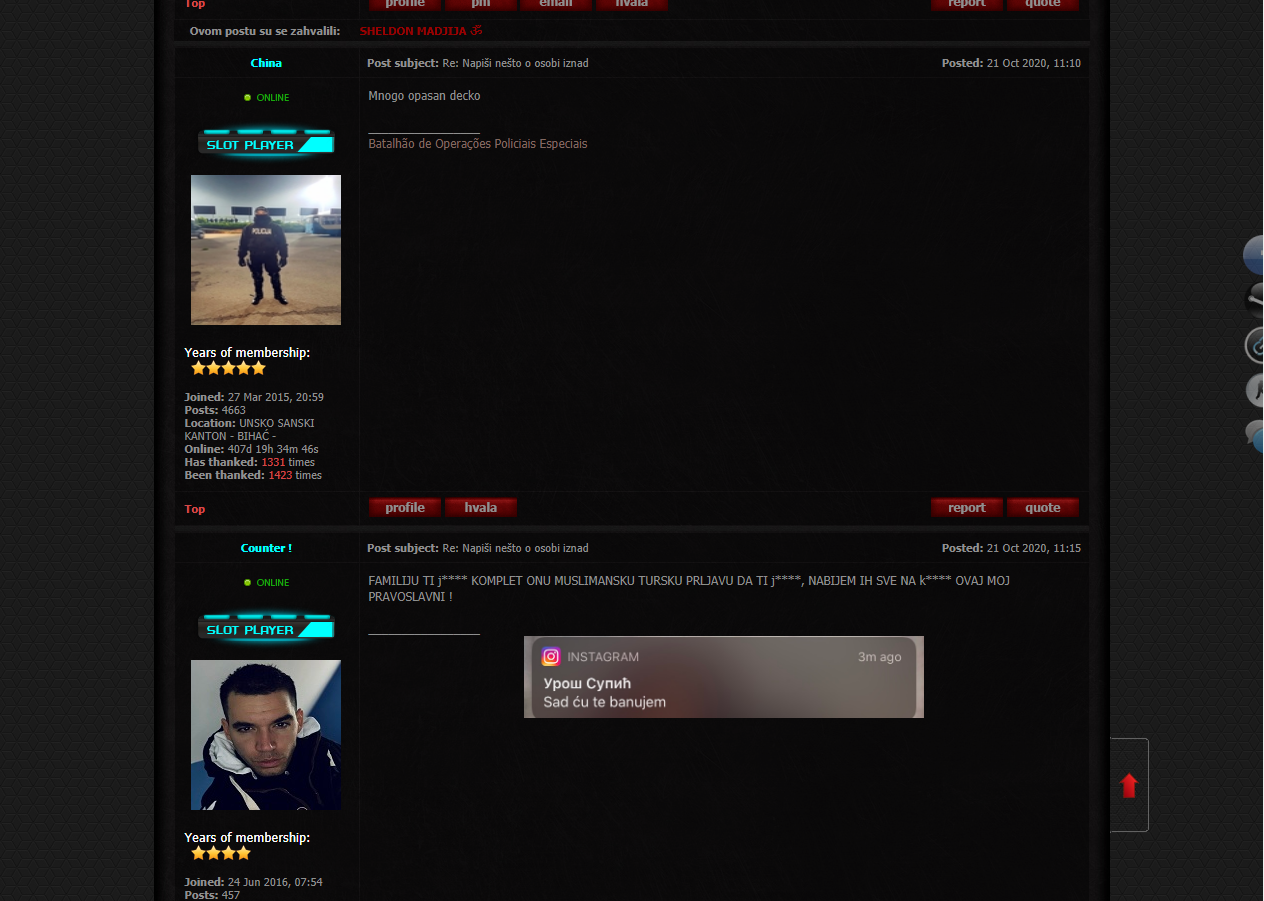 Top
profile pm email hvala report quote
Ovom postu su se zahvalili: SHELDON MADJIJA ॐ
China
Post subject: Re: Napiši nešto o osobi iznad Posted: 21 Oct 2020, 11:10
ONLINE
Mnogo opasan decko
SLOT PLAYER
Batalhão de Operações Policiais Especiais
POLICIJA
Years of membership:
Joined: 27 Mar 2015, 20:59
Posts: 4663
Location: UNSKO SANSKI
KANTON - BIHAĆ -
Online: 407d 19h 34m 46s
Has thanked: 1331 times
Been thanked: 1423 times
Top
profile hvala report quote
Counter !
Post subject: Re: Napiši nešto o osobi iznad Posted: 21 Oct 2020, 11:15
ONLINE
FAMILIJU TI j**** KOMPLET ONU MUSLIMANSKU TURSKU PRLJAVU DA TI j****, NABIJEM IH SVE NA k**** OVAJ MOJ
PRAVOSLAVNI !
SLOT PLAYER
INSTAGRAM 3m ago
Урош Супић
Sad ću te banujem
Years of membership:
Joined: 24 Jun 2016, 07:54
Posts: 457